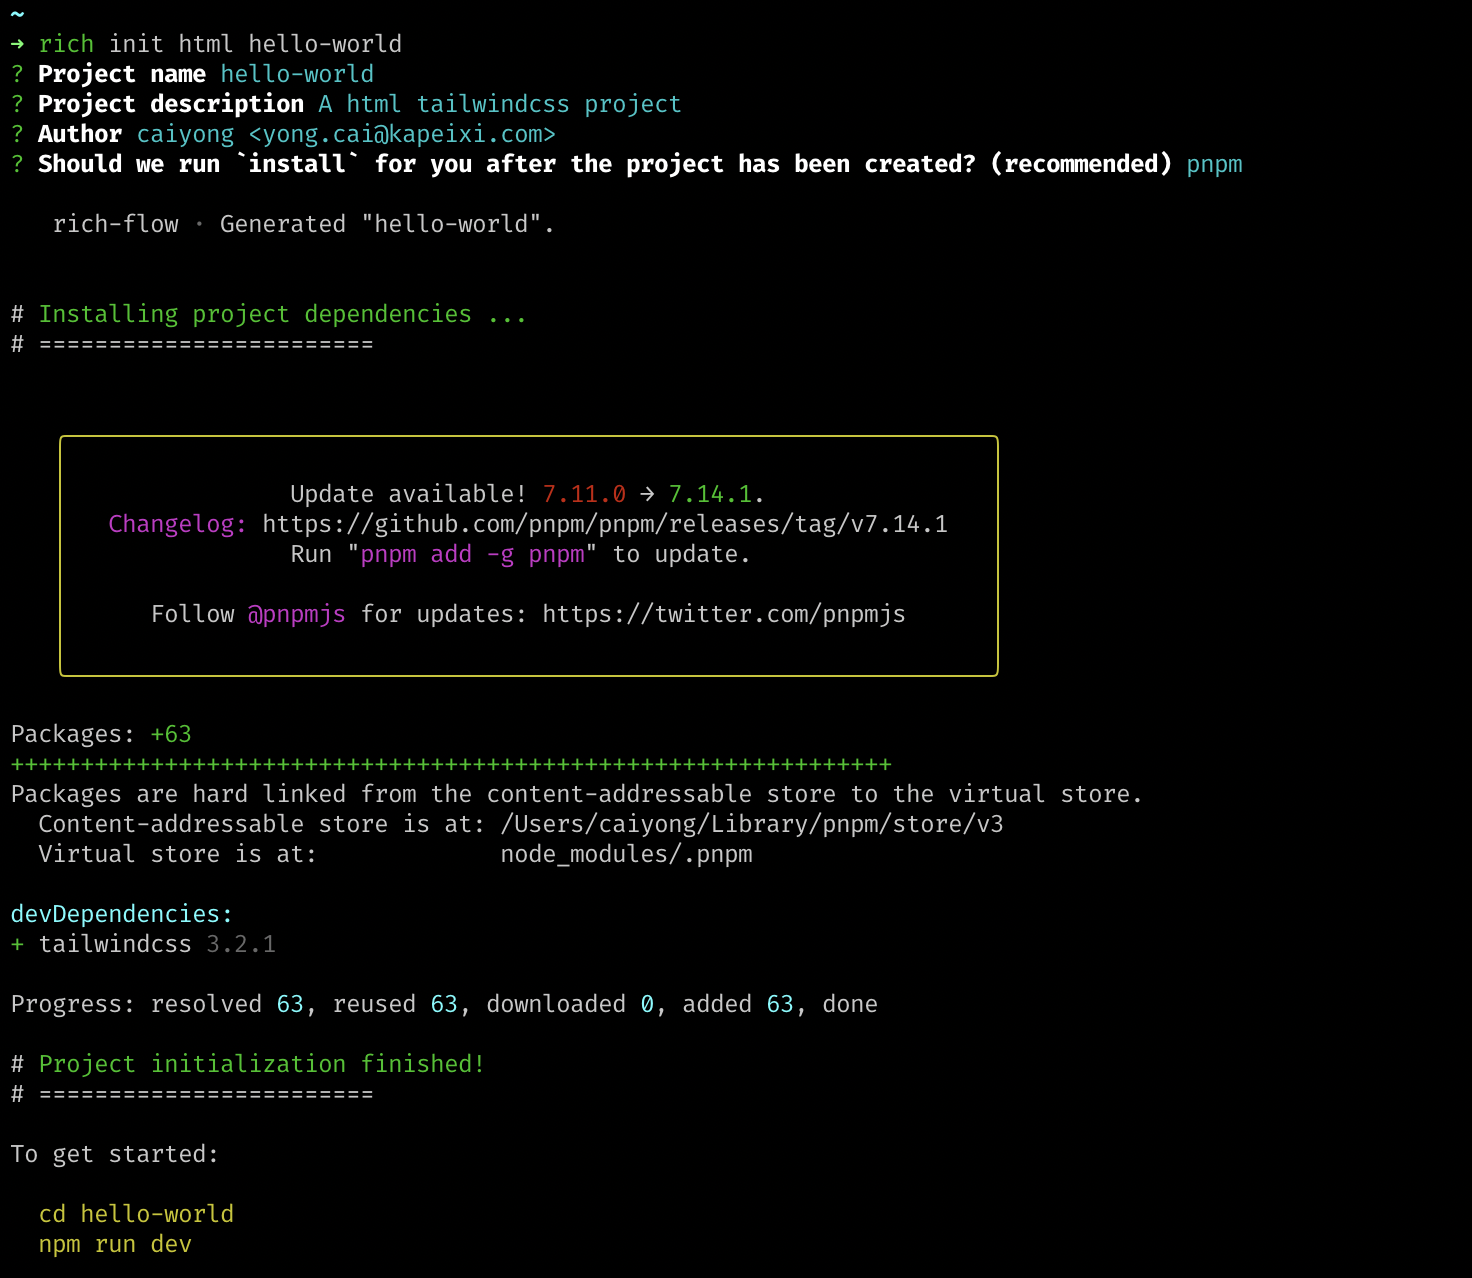 ~
→ rich init html hello-world
? Project name hello-world
? Project description A html tailwindcss project
? Author caiyong <yong.cai@kapeixi.com>
? Should we run `install` for you after the project has been created? (recommended) pnpm
rich-flow · Generated "hello-world".
# Installing project dependencies ...
# ========================
Update available! 7.11.0 → 7.14.1.
Changelog: https://github.com/pnpm/pnpm/releases/tag/v7.14.1
Run "pnpm add -g pnpm" to update.
Follow @pnpmjs for updates: https://twitter.com/pnpmjs
Packages: +63
+++++++++++++++++++++++++++++++++++++++++++++++++++++++++++++++
Packages are hard linked from the content-addressable store to the virtual store.
Content-addressable store is at: /Users/caiyong/Library/pnpm/store/v3
Virtual store is at: node_modules/.pnpm
devDependencies:
+ tailwindcss 3.2.1
Progress: resolved 63, reused 63, downloaded 0, added 63, done
# Project initialization finished!
# ========================
To get started:
cd hello-world
npm run dev